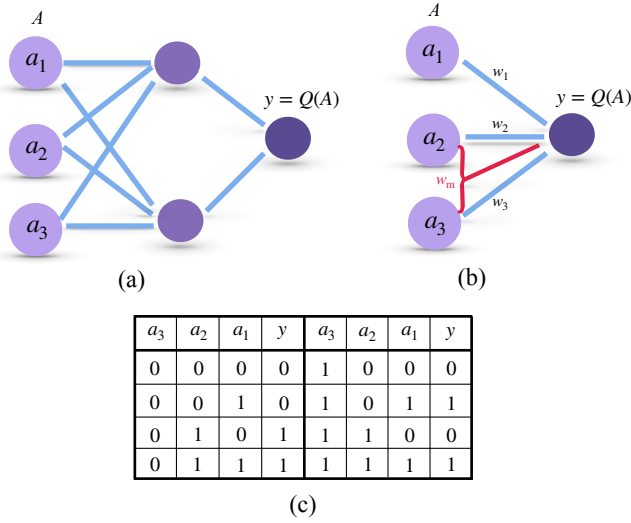 A
a₁
a₂
a₃
y = Q(A)
(a)
A
a₁
a₂
a₃
w₁
w₂
wₘ
w₃
y = Q(A)
(b)
a₃ a₂ a₁ y a₃ a₂ a₁ y
0 0 0 0 1 0 0 0
0 0 1 0 1 0 1 1
0 1 0 1 1 1 0 0
0 1 1 1 1 1 1 1
(c)